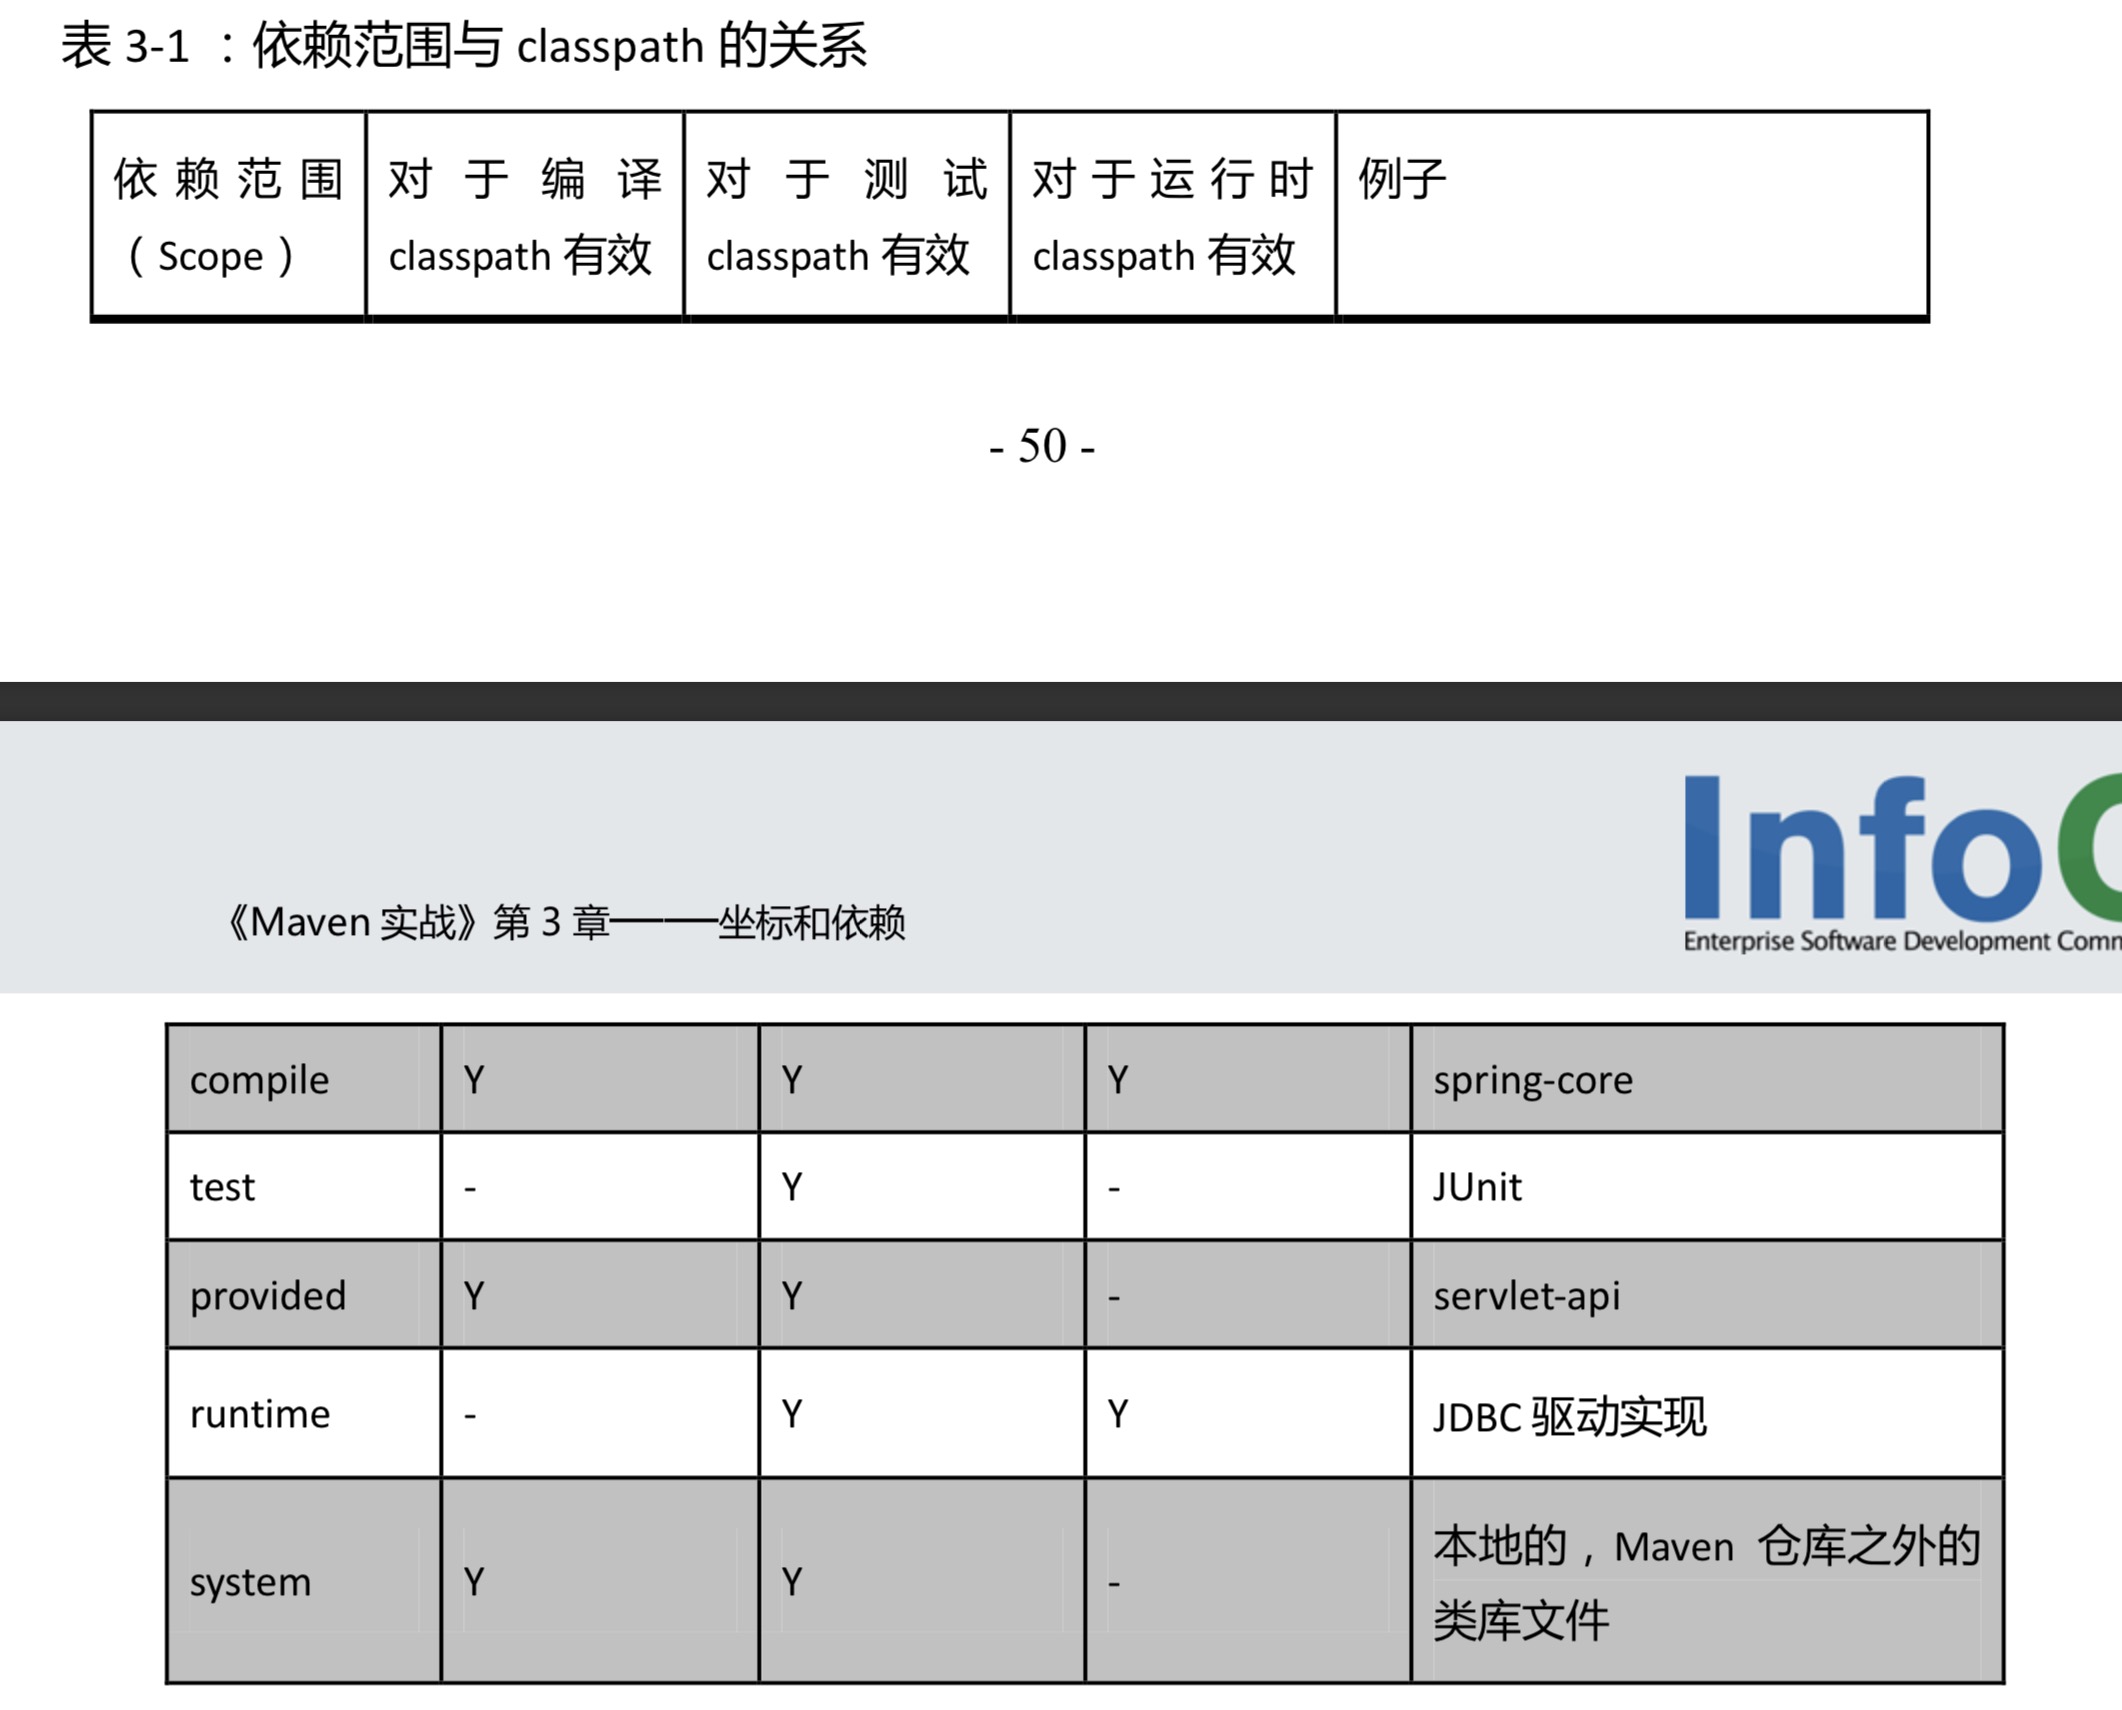 表 3-1 ：依赖范围与 classpath 的关系
依赖范围 对于编译 对于测试 对于运行时 例子
（Scope） classpath 有效 classpath 有效 classpath 有效
- 50 -
Info
Enterprise Software Development
《Maven 实战》第 3 章——坐标和依赖
compile Y Y Y spring-core
test - Y - JUnit
provided Y Y - servlet-api
runtime - Y Y JDBC 驱动实现
system Y Y - 本地的，Maven 仓库之外的
类库文件